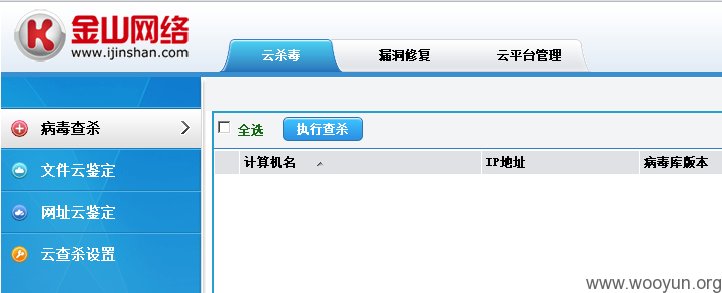 金山网络
www.ijinshan.com
云杀毒 漏洞修复 云平台管理
病毒查杀
文件云鉴定
网址云鉴定
云查杀设置
全选 执行查杀
计算机名 IP地址 病毒库版本
www.wooyun.org